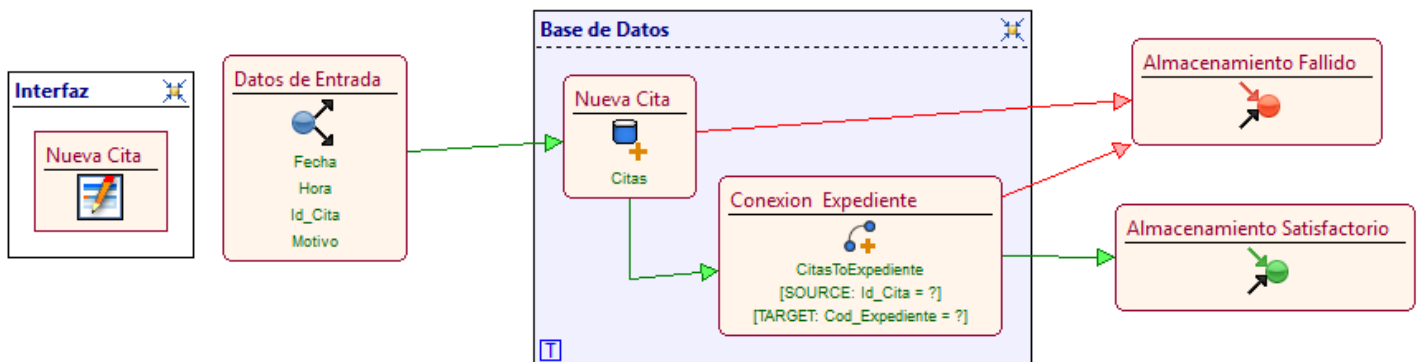 Interfaz
Nueva Cita
Datos de Entrada
Fecha
Hora
Id_Cita
Motivo
Base de Datos
Nueva Cita
Citas
Conexion Expediente
CitasToExpediente
[SOURCE: Id_Cita = ?]
[TARGET: Cod_Expediente = ?]
T
Almacenamiento Fallido
Almacenamiento Satisfactorio